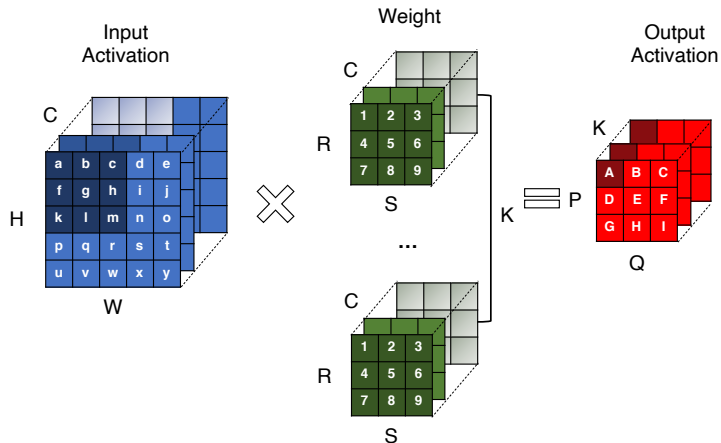 Input
Activation
C
H
a b c d e
f g h i j
k l m n o
p q r s t
u v w x y
W
Weight
C
R
1 2 3
4 5 6
7 8 9
S
...
C
R
1 2 3
4 5 6
7 8 9
S
K
Output
Activation
K
P
A B C
D E F
G H I
Q